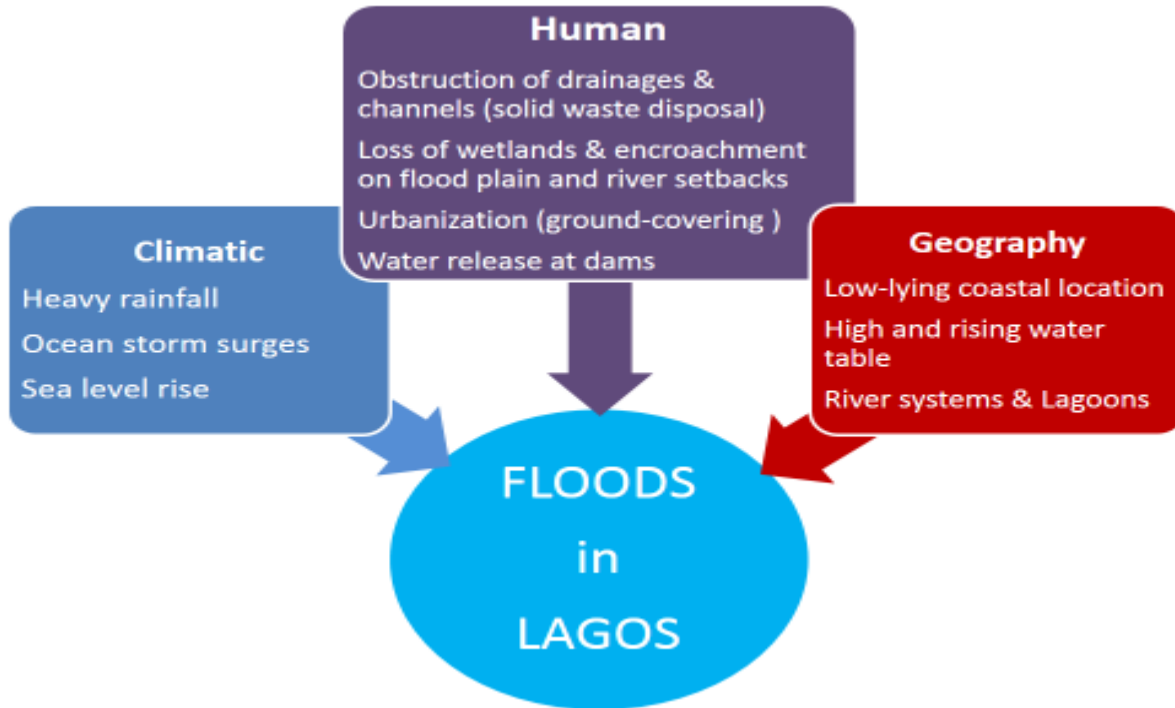 Human
Obstruction of drainages &
channels (solid waste disposal)
Loss of wetlands & encroachment
on flood plain and river setbacks
Urbanization (ground-covering )
Water release at dams
Climatic
Heavy rainfall
Ocean storm surges
Sea level rise
Geography
Low-lying coastal location
High and rising water
table
River systems & Lagoons
FLOODS
in
LAGOS